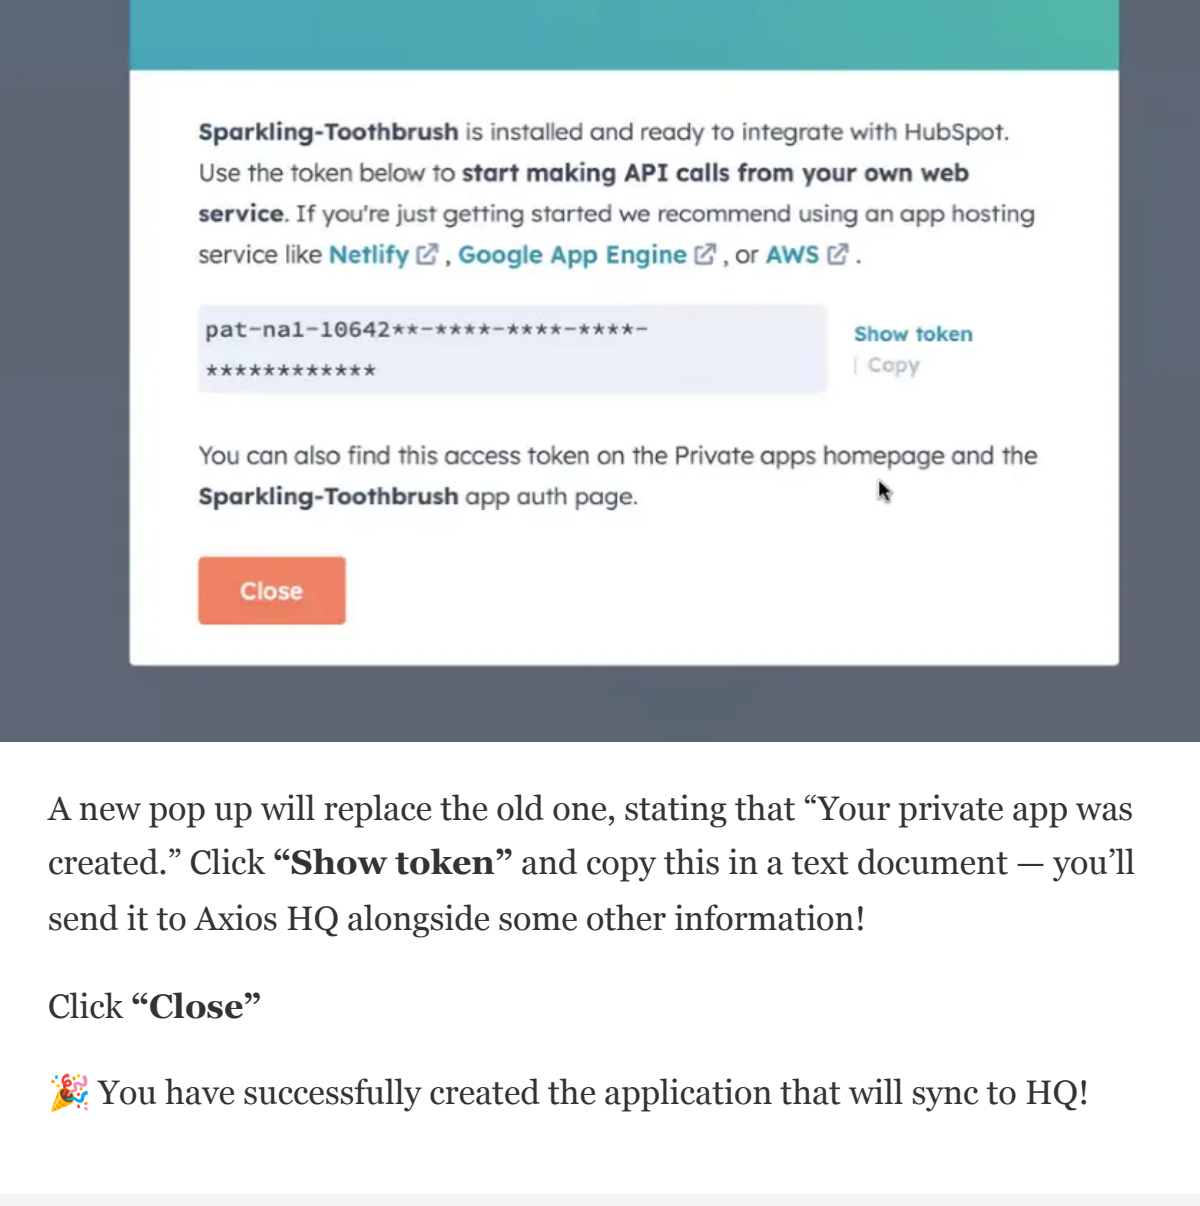 Sparkling-Toothbrush is installed and ready to integrate with HubSpot.
Use the token below to start making API calls from your own web
service. If you're just getting started we recommend using an app hosting
service like Netlify , Google App Engine , or AWS .
pat-na1-10642**-****-****-****-
************
Show token
| Copy
You can also find this access token on the Private apps homepage and the
Sparkling-Toothbrush app auth page.
Close
A new pop up will replace the old one, stating that “Your private app was
created.” Click “Show token” and copy this in a text document — you’ll
send it to Axios HQ alongside some other information!
Click “Close”
🎉 You have successfully created the application that will sync to HQ!